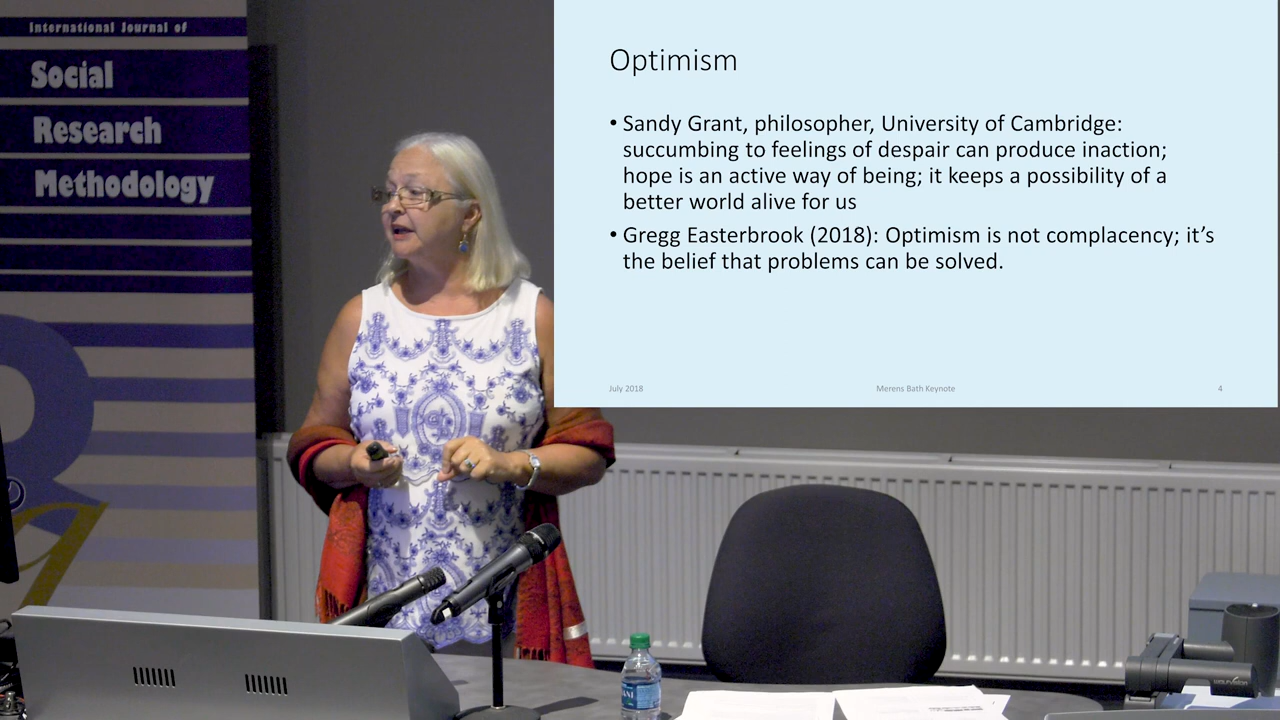 International Journal of
Social
Research
Methodology
Optimism
• Sandy Grant, philosopher, University of Cambridge:
succumbing to feelings of despair can produce inaction;
hope is an active way of being; it keeps a possibility of a
better world alive for us
• Gregg Easterbrook (2018): Optimism is not complacency; it’s
the belief that problems can be solved.
July 2018
Merens Bath Keynote
4